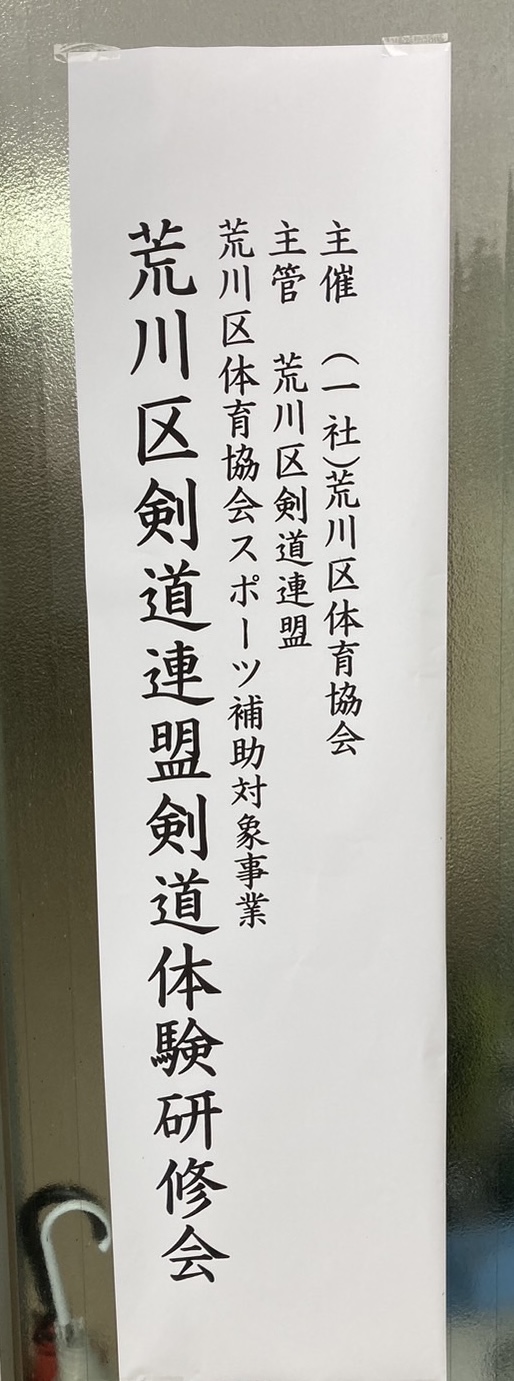 主催　(一社)荒川区体育協会
主管　荒川区剣道連盟
荒川区体育協会スポーツ補助対象事業
荒川区剣道連盟剣道体験研修会